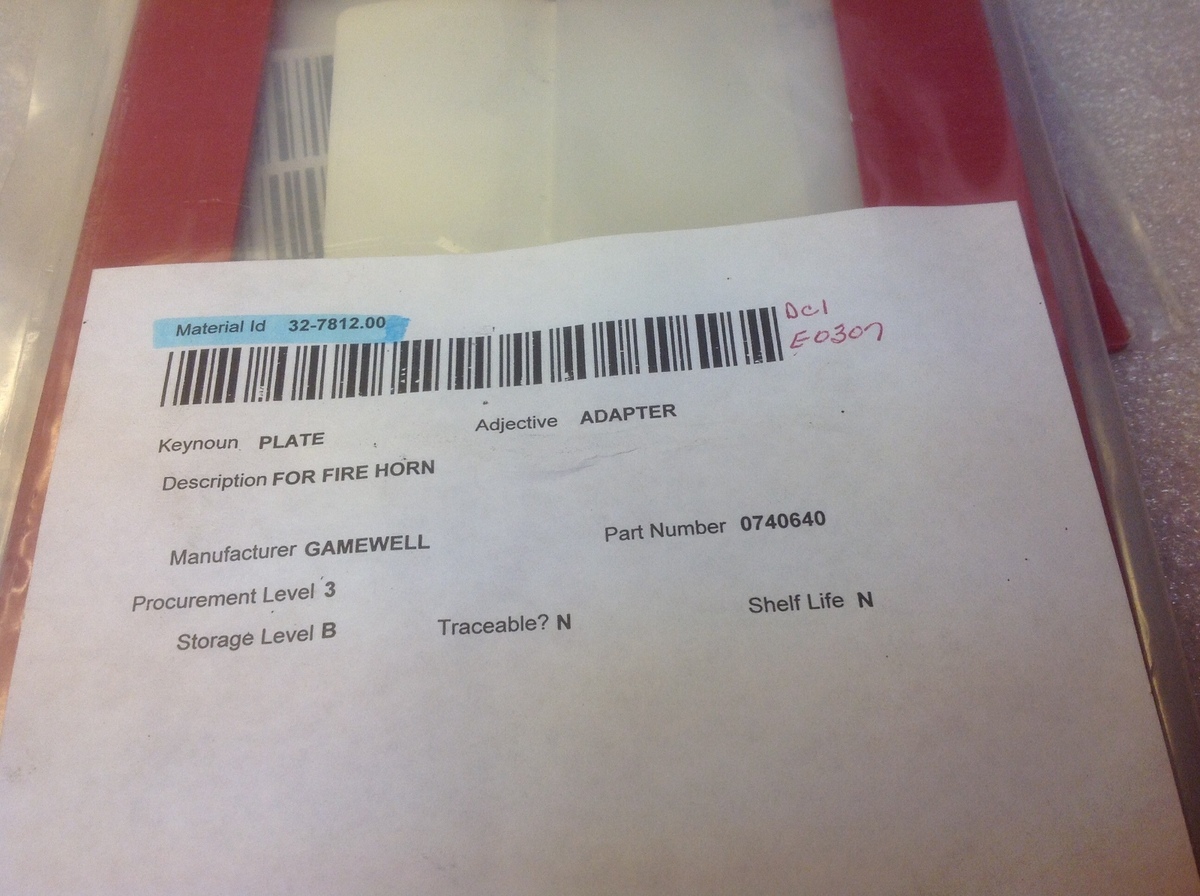 Material Id 32-7812.00
DC1
E0307
Keynoun PLATE Adjective ADAPTER
Description FOR FIRE HORN
Manufacturer GAMEWELL Part Number 0740640
Procurement Level 3
Storage Level B Traceable? N Shelf Life N